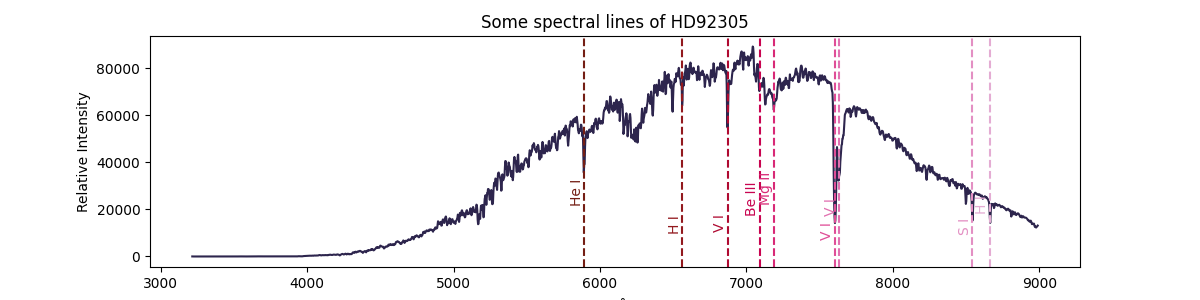 Some spectral lines of HD92305
Relative Intensity
80000
60000
40000
20000
0
He I
H I
V I
Be III
Mg II
V I
V I
S I
H I
3000 4000 5000 6000 7000 8000 9000